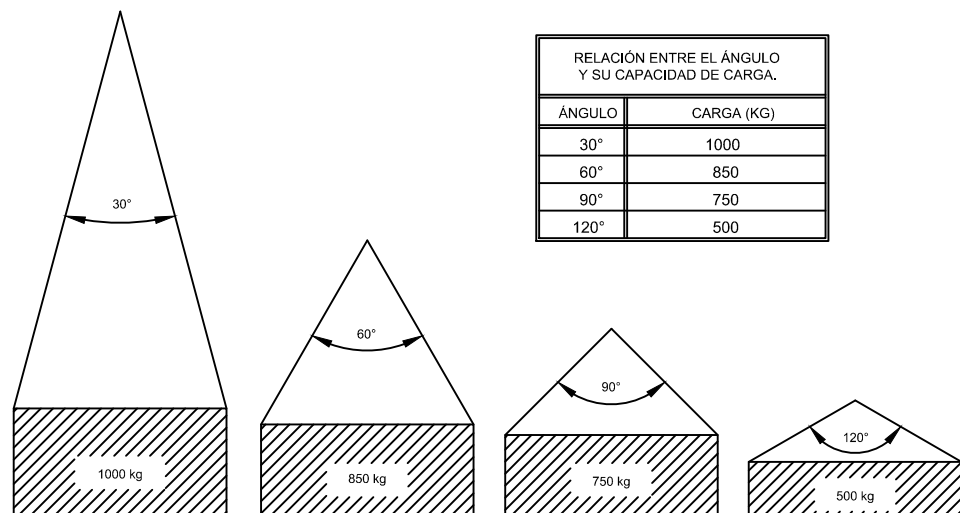 RELACIÓN ENTRE EL ÁNGULO
Y SU CAPACIDAD DE CARGA.
ÁNGULO CARGA (KG)
30° 1000
60° 850
90° 750
120° 500
30°
60°
90°
120°
1000 kg
850 kg
750 kg
500 kg